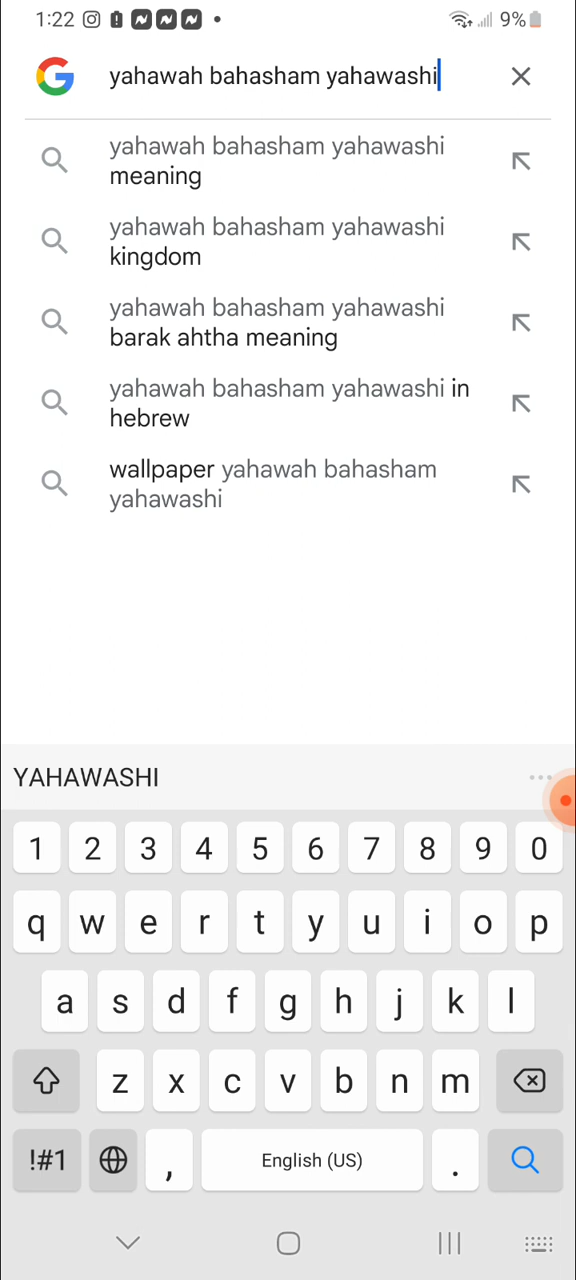 1:22 9%
yahawah bahasham yahawashi
yahawah bahasham yahawashi
meaning
yahawah bahasham yahawashi
kingdom
yahawah bahasham yahawashi
barak ahtha meaning
yahawah bahasham yahawashi in
hebrew
wallpaper yahawah bahasham
yahawashi
YAHAWASHI
1 2 3 4 5 6 7 8 9 0
q w e r t y u i o p
a s d f g h j k l
z x c v b n m
!#1 , English (US) .